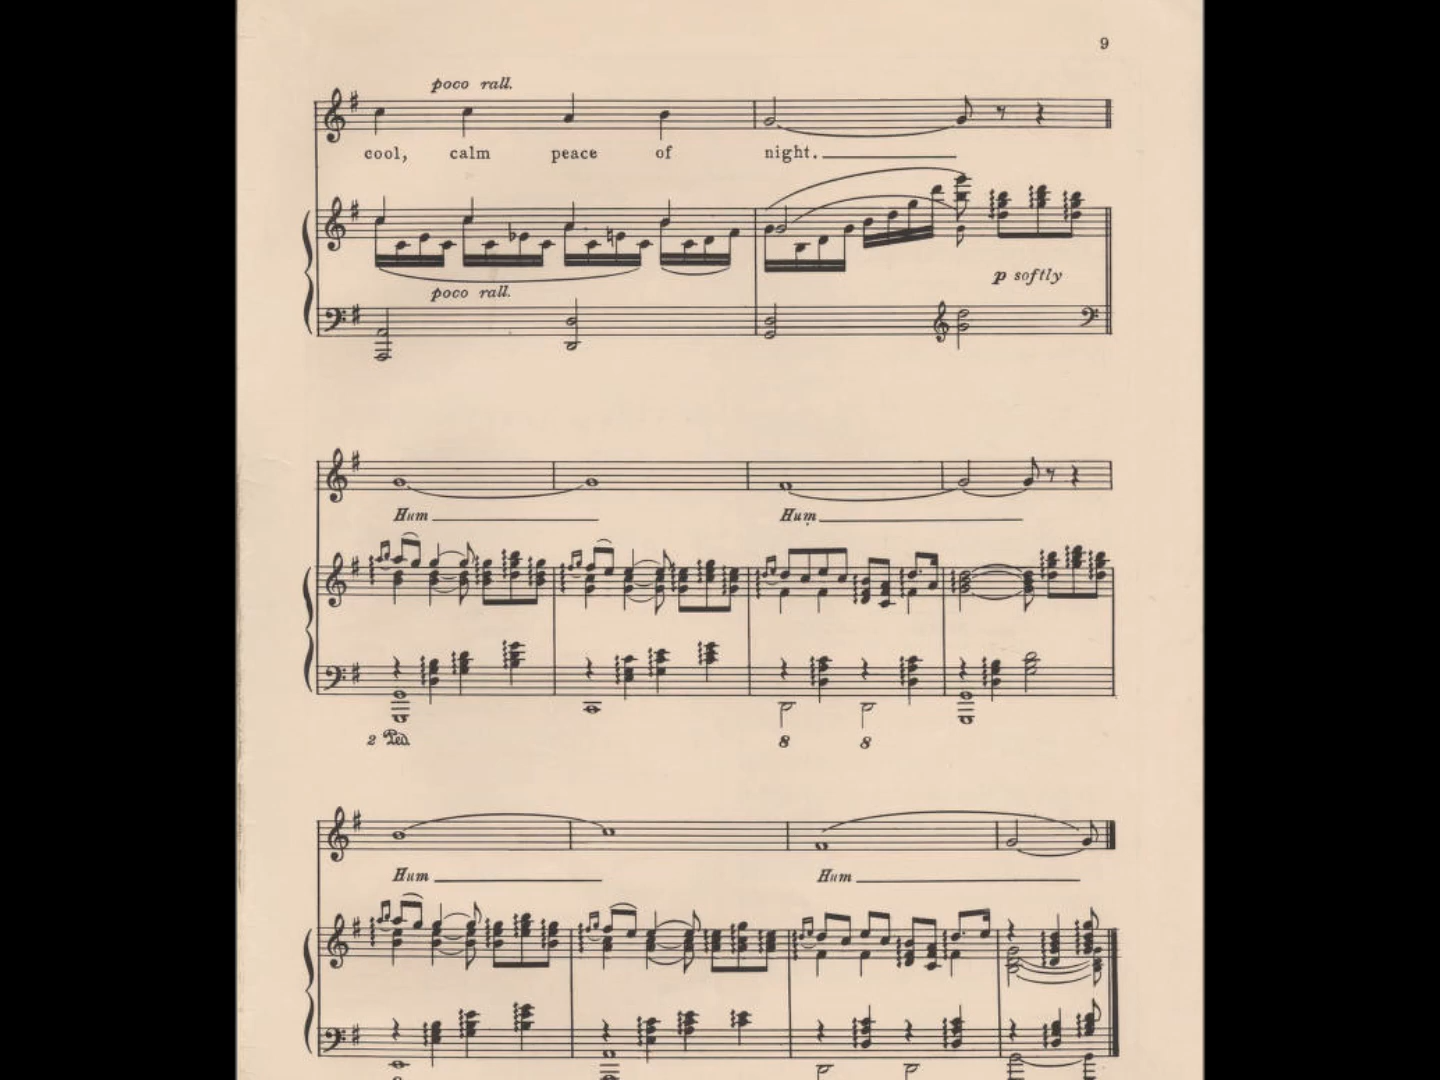 9
poco rall.
cool, calm peace of night.
poco rall.
p softly
Hum Hum
2 Ped.
8 8
Hum Hum